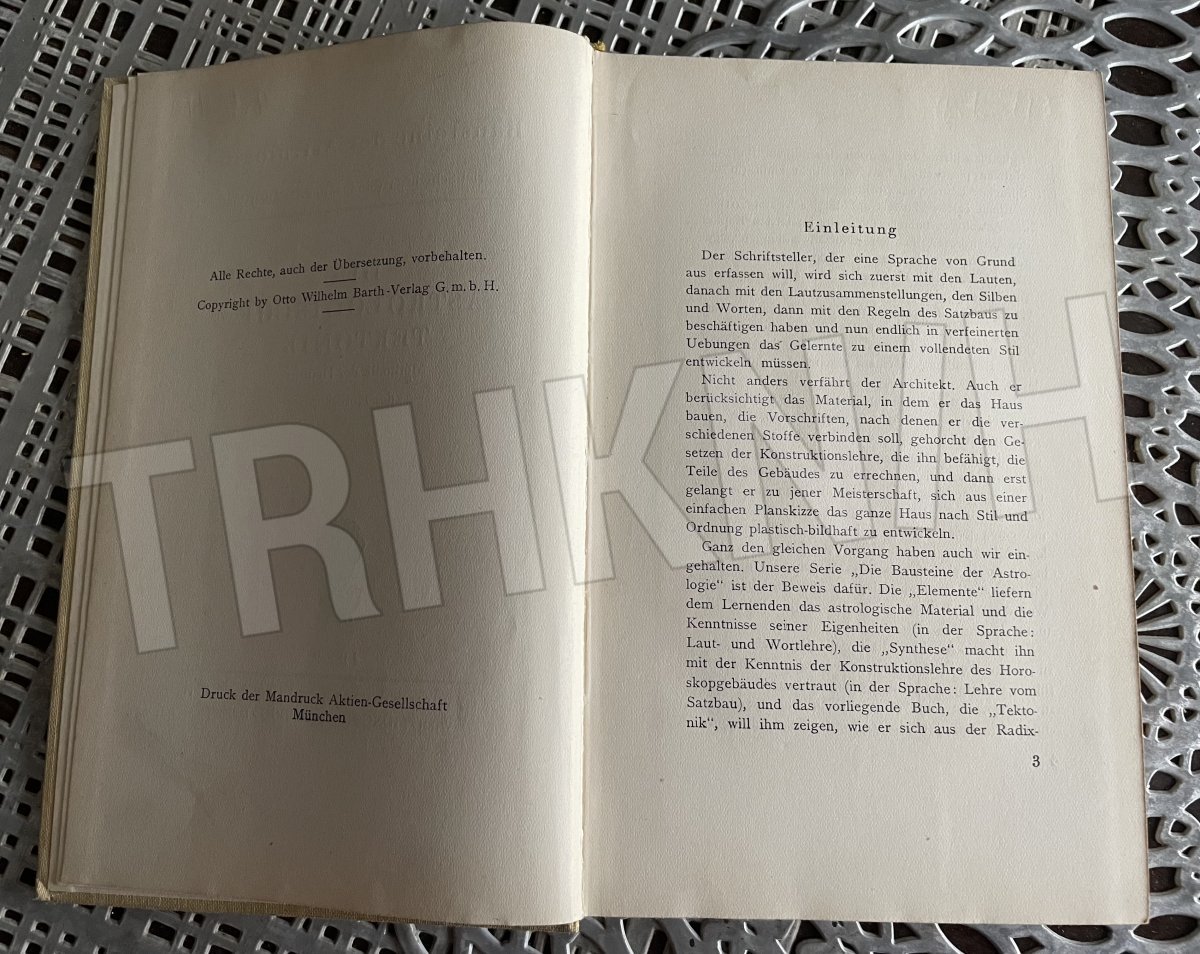 Alle Rechte, auch der Übersetzung, vorbehalten.
Copyright by Otto Wilhelm Barth-Verlag G. m. b. H.
Druck der Mandruck Aktien-Gesellschaft
München
Einleitung
Der Schriftsteller, der eine Sprache von Grund
aus erfassen will, wird sich zuerst mit den Lauten,
danach mit den Lautzusammenstellungen, den Silben
und Worten, dann mit den Regeln des Satzbaus zu
beschäftigen haben und nun endlich in verfeinerten
Uebungen das Gelernte zu einem vollendeten Stil
entwickeln müssen.
Nicht anders verfährt der Architekt. Auch er
berücksichtigt das Material, in dem er das Haus
bauen, die Vorschriften, nach denen er die ver-
schiedenen Stoffe verbinden soll, gehorcht den Ge-
setzen der Konstruktionslehre, die ihn befähigt, die
Teile des Gebäudes zu errechnen, und dann erst
gelangt er zu jener Meisterschaft, sich aus einer
einfachen Planskizze das ganze Haus nach Stil und
Ordnung plastisch-bildhaft zu entwickeln.
Ganz den gleichen Vorgang haben auch wir ein-
gehalten. Unsere Serie „Die Bausteine der Astro-
logie“ ist der Beweis dafür. Die „Elemente“ liefern
dem Lernenden das astrologische Material und die
Kenntnisse seiner Eigenheiten (in der Sprache:
Laut- und Wortlehre), die „Synthese“ macht ihn
mit der Kenntnis der Konstruktionslehre des Horo-
skopgebäudes vertraut (in der Sprache: Lehre vom
Satzbau), und das vorliegende Buch, die „Tekto-
nik“, will ihm zeigen, wie er sich aus der Radix-
3